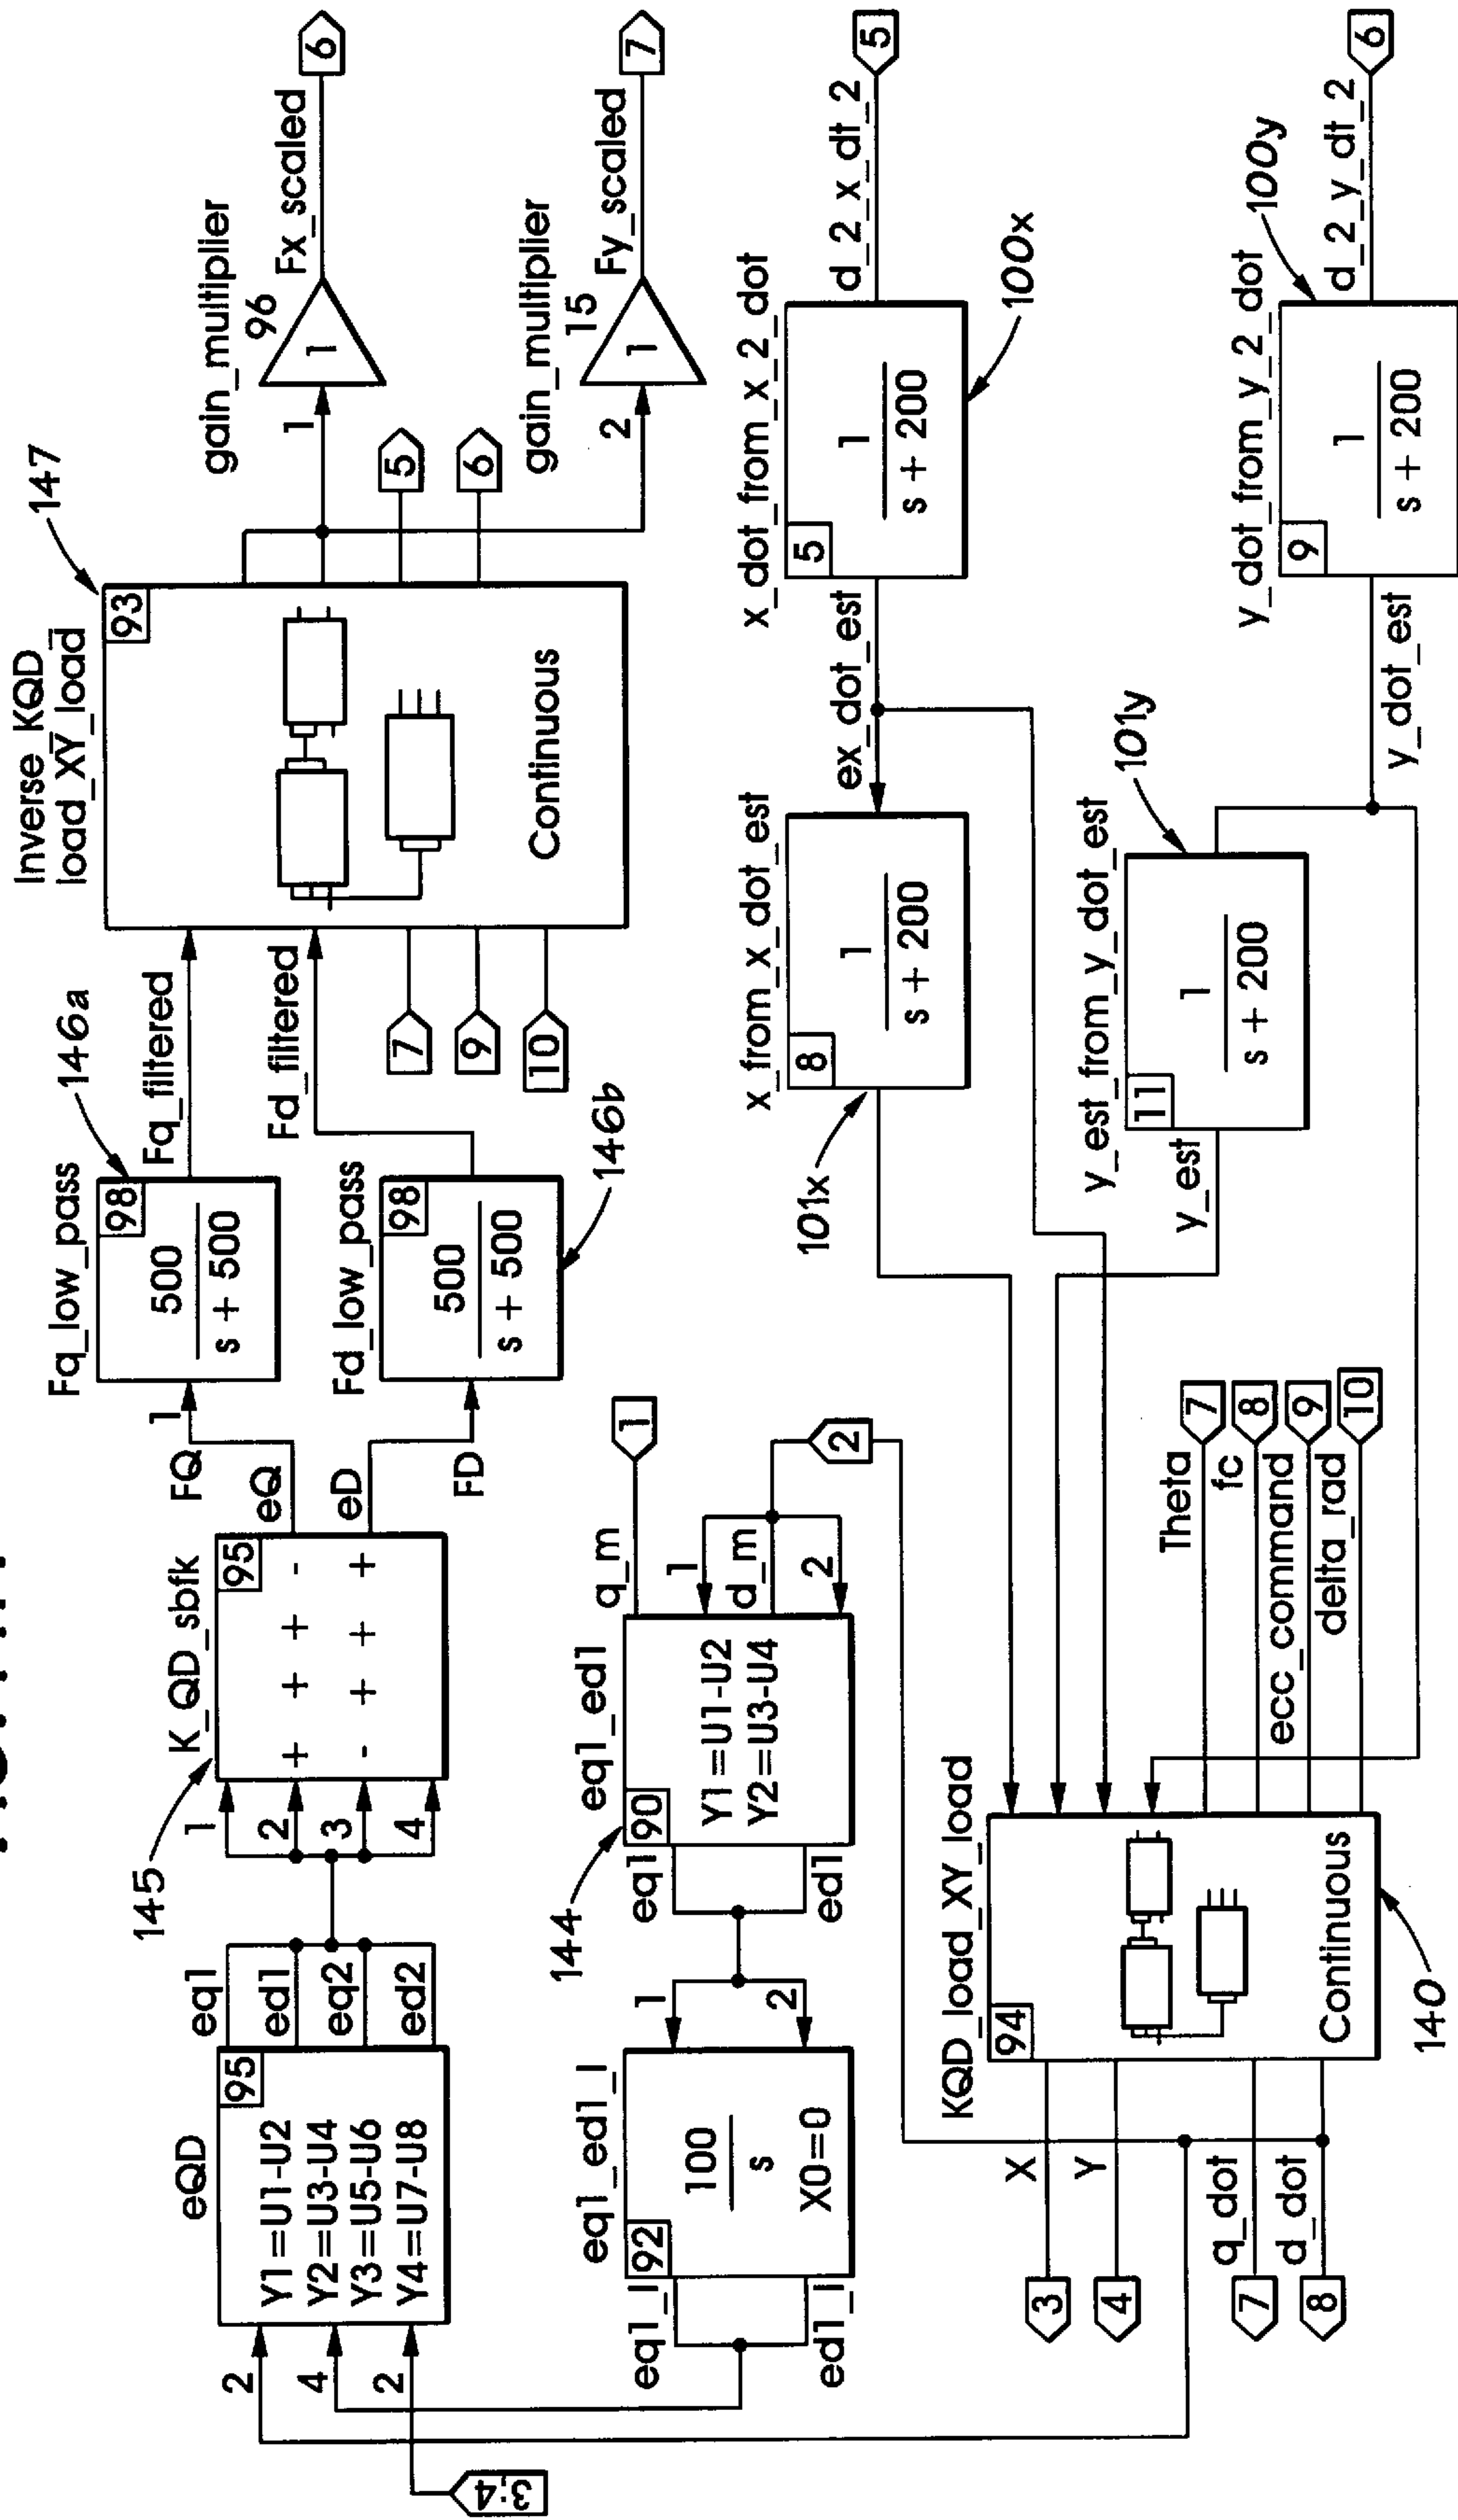 145
K_QD_sbfk
eQD
95
Y1=U1-U2
Y2=U3-U4
Y3=U5-U6
Y4=U7-U8
2
4
2
3:4
eq1
ed1
eq2
ed2
1
2
3
4
95
+ + + -
- + + +
eQ
eD
FQ
FD
1
Fq_low_pass
98
500
s + 500
146a
Fq_filtered
Fd_low_pass
98
500
s + 500
146b
Fd_filtered
7
9
10
Inverse_KQD
load_XY_load
93
Continuous
147
5
6
1
gain_multiplier
96
1
Fx_scaled
6
2
gain_multiplier
15
1
Fy_scaled
7
eq1_ed1_I
92
100
s
X0=0
eq1_I
ed1_I
1
2
144
eq1_ed1
90
Y1=U1-U2
Y2=U3-U4
eq1
ed1
q_m
1
1
d_m
2
2
x_from_x_dot_est
8
1
s + 200
101x
ex_dot_est
x_dot_from_x_2_dot
5
1
s + 200
100x
d_2_x_dt_2
5
y_est_from_y_dot_est
11
1
s + 200
101y
y_est
y_dot_est
y_dot_from_y_2_dot
9
1
s + 200
100y
d_2_y_dt_2
6
KQD_load_XY_load
94
Continuous
140
X
3
Y
4
q_dot
7
d_dot
8
Theta
7
fc
8
ecc_command
9
delta_rad
10